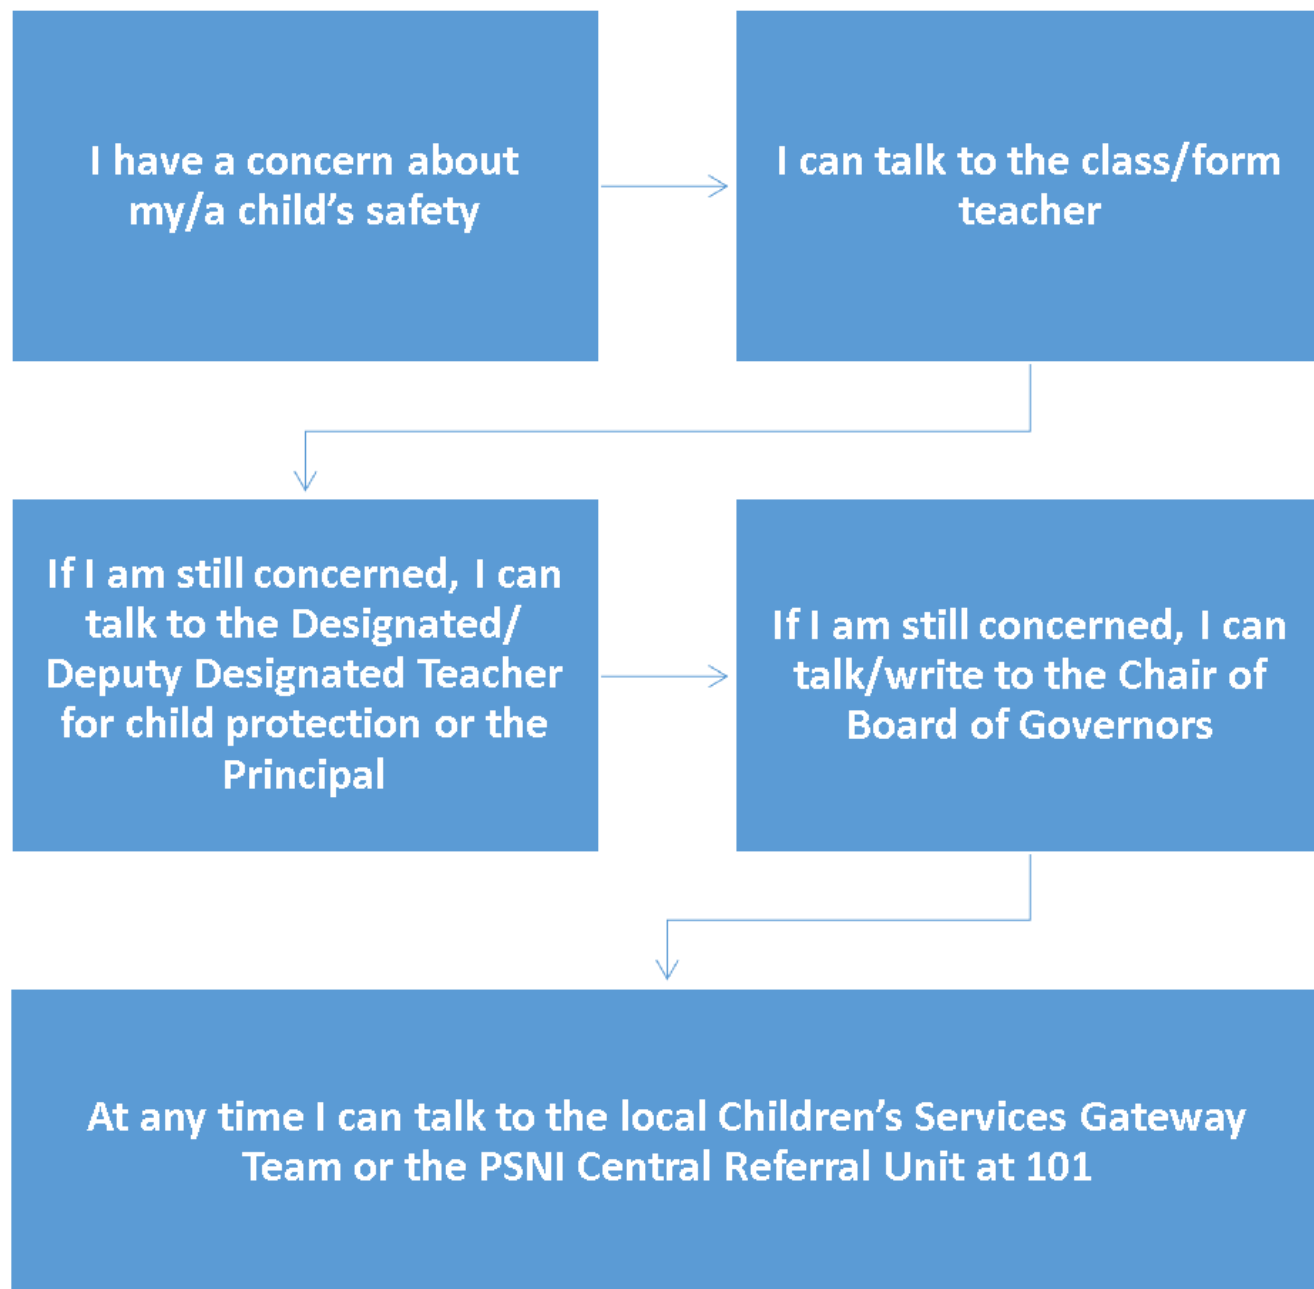 I have a concern about
my/a child’s safety
I can talk to the class/form
teacher
If I am still concerned, I can
talk to the Designated/
Deputy Designated Teacher
for child protection or the
Principal
If I am still concerned, I can
talk/write to the Chair of
Board of Governors
At any time I can talk to the local Children’s Services Gateway
Team or the PSNI Central Referral Unit at 101